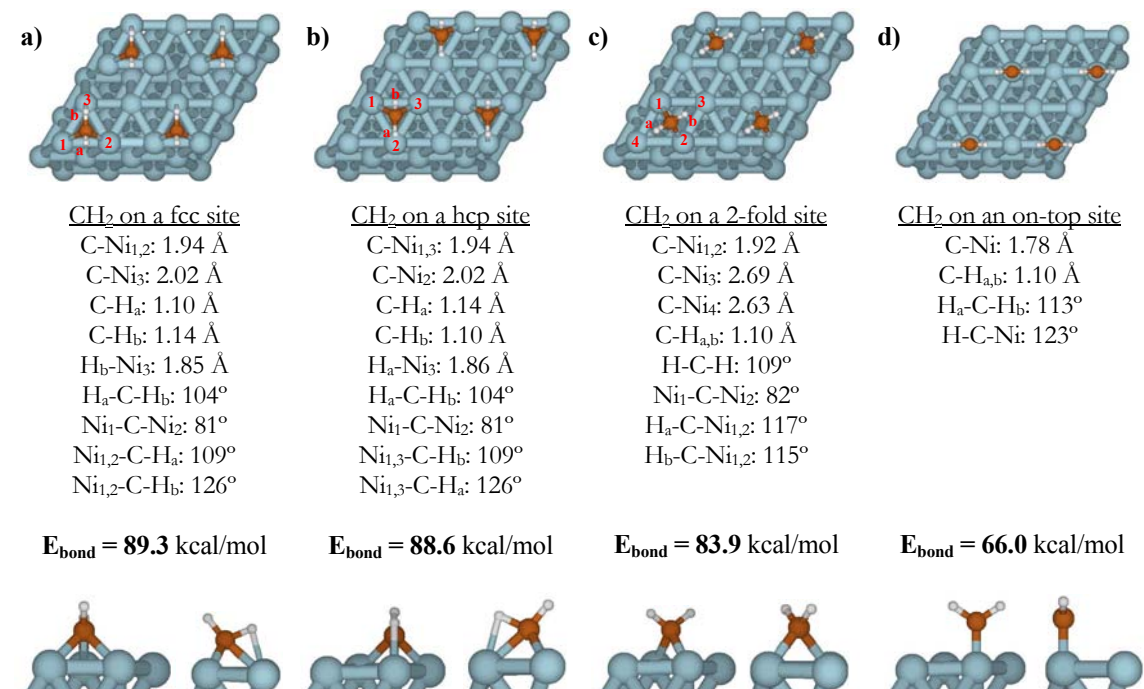 a)
b)
c)
d)
3
b
1
2
a
b
1
3
a
2
1
3
a
b
4
2
CH2 on a fcc site
C-Ni1,2: 1.94 Å
C-Ni3: 2.02 Å
C-Ha: 1.10 Å
C-Hb: 1.14 Å
Hb-Ni3: 1.85 Å
Ha-C-Hb: 104º
Ni1-C-Ni2: 81º
Ni1,2-C-Ha: 109º
Ni1,2-C-Hb: 126º
Ebond = 89.3 kcal/mol
CH2 on a hcp site
C-Ni1,3: 1.94 Å
C-Ni2: 2.02 Å
C-Ha: 1.14 Å
C-Hb: 1.10 Å
Ha-Ni3: 1.86 Å
Ha-C-Hb: 104º
Ni1-C-Ni2: 81º
Ni1,3-C-Hb: 109º
Ni1,3-C-Ha: 126º
Ebond = 88.6 kcal/mol
CH2 on a 2-fold site
C-Ni1,2: 1.92 Å
C-Ni3: 2.69 Å
C-Ni4: 2.63 Å
C-Ha,b: 1.10 Å
H-C-H: 109º
Ni1-C-Ni2: 82º
Ha-C-Ni1,2: 117º
Hb-C-Ni1,2: 115º
Ebond = 83.9 kcal/mol
CH2 on an on-top site
C-Ni: 1.78 Å
C-Ha,b: 1.10 Å
Ha-C-Hb: 113º
H-C-Ni: 123º
Ebond = 66.0 kcal/mol